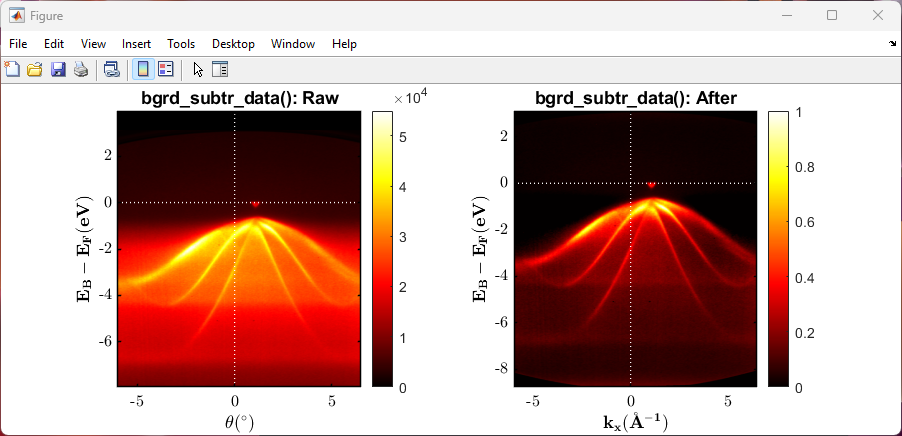 Figure
File Edit View Insert Tools Desktop Window Help
bgrd_subtr_data(): Raw
×10⁴
5
4
3
2
1
0
2
0
-2
-4
-6
E_B − E_F(eV)
-5 0 5
θ(°)
bgrd_subtr_data(): After
1
0.8
0.6
0.4
0.2
0
2
0
-2
-4
-6
-8
E_B − E_F(eV)
-5 0 5
k_x(Å⁻¹)